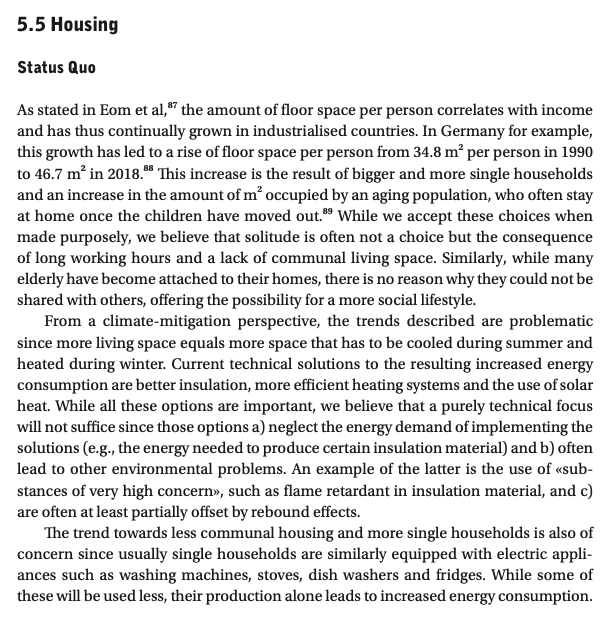 5.5 Housing
Status Quo
As stated in Eom et al,⁸⁷ the amount of floor space per person correlates with income
and has thus continually grown in industrialised countries. In Germany for example,
this growth has led to a rise of floor space per person from 34.8 m² per person in 1990
to 46.7 m² in 2018.⁸⁸ This increase is the result of bigger and more single households
and an increase in the amount of m² occupied by an aging population, who often stay
at home once the children have moved out.⁸⁹ While we accept these choices when
made purposely, we believe that solitude is often not a choice but the consequence
of long working hours and a lack of communal living space. Similarly, while many
elderly have become attached to their homes, there is no reason why they could not be
shared with others, offering the possibility for a more social lifestyle.
From a climate-mitigation perspective, the trends described are problematic
since more living space equals more space that has to be cooled during summer and
heated during winter. Current technical solutions to the resulting increased energy
consumption are better insulation, more efficient heating systems and the use of solar
heat. While all these options are important, we believe that a purely technical focus
will not suffice since those options a) neglect the energy demand of implementing the
solutions (e.g., the energy needed to produce certain insulation material) and b) often
lead to other environmental problems. An example of the latter is the use of «sub-
stances of very high concern», such as flame retardant in insulation material, and c)
are often at least partially offset by rebound effects.
The trend towards less communal housing and more single households is also of
concern since usually single households are similarly equipped with electric appli-
ances such as washing machines, stoves, dish washers and fridges. While some of
these will be used less, their production alone leads to increased energy consumption.